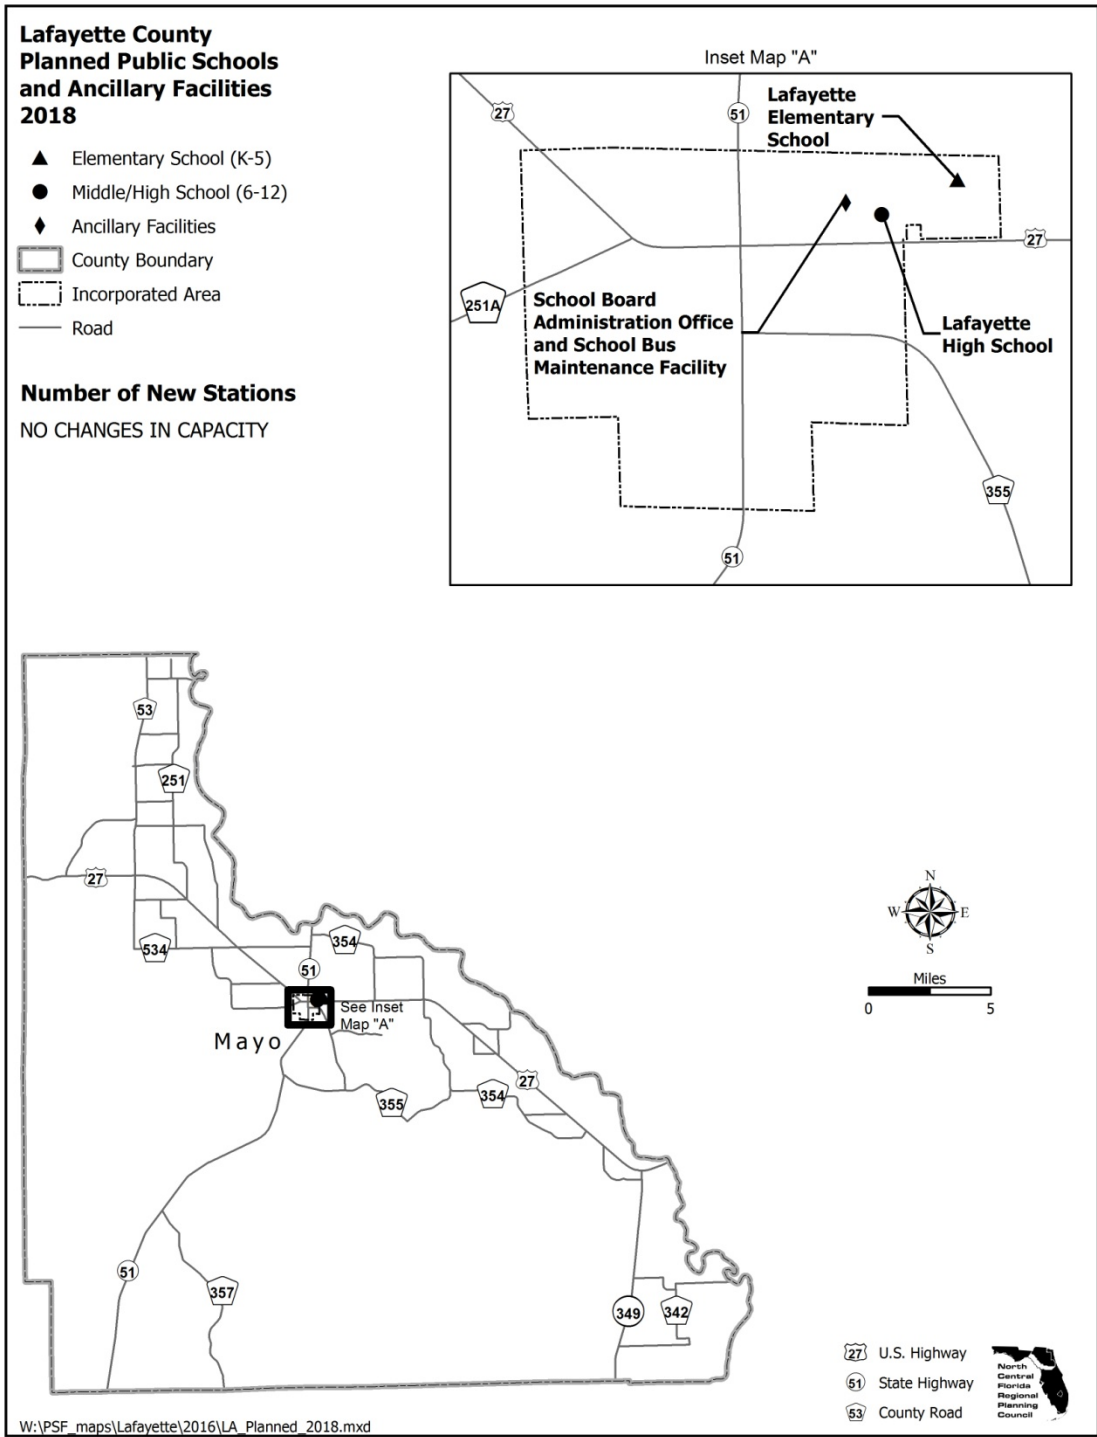 Lafayette County
Planned Public Schools
and Ancillary Facilities
2018
Elementary School (K-5)
Middle/High School (6-12)
Ancillary Facilities
County Boundary
Incorporated Area
Road
Number of New Stations
NO CHANGES IN CAPACITY
Inset Map "A"
27
51
Lafayette
Elementary
School
27
251A
School Board
Administration Office
and School Bus
Maintenance Facility
Lafayette
High School
355
51
53
251
27
534
354
51
See Inset
Map "A"
Mayo
27
354
355
51
357
349
342
N
W
E
S
Miles
0
5
27
U.S. Highway
51
State Highway
53
County Road
North
Central
Florida
Regional
Planning
Council
W:\PSF_maps\Lafayette\2016\LA_Planned_2018.mxd